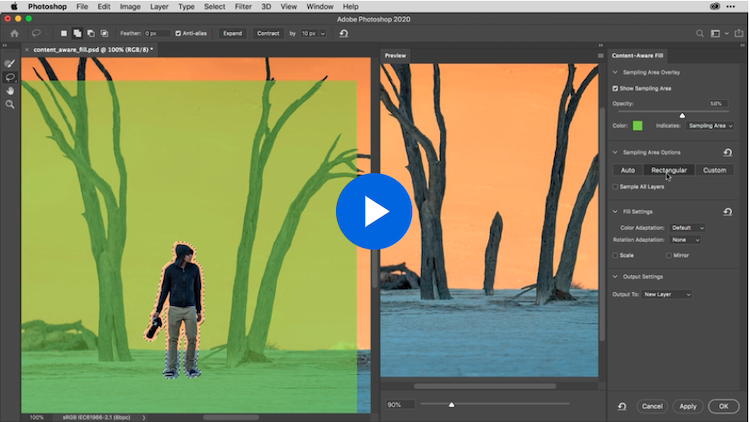 Photoshop File Edit Image Layer Type Select Filter 3D View Window Help
Adobe Photoshop 2020
Feather: 0 px Anti-alias Expand Contract by 10 px
content_aware_fill.psd @ 100% (RGB/8) *
Preview
Content-Aware Fill
Sampling Area Overlay
Show Sampling Area
Opacity: 50%
Color: Indicates: Sampling Area
Sampling Area Options
Auto Rectangular Custom
Sample All Layers
Fill Settings
Color Adaptation: Default
Rotation Adaptation: None
Scale Mirror
Output Settings
Output To: New Layer
90%
Cancel Apply OK
100% sRGB IEC61966-2.1 (8bpc)